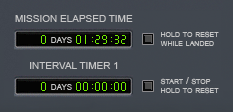 MISSION ELAPSED TIME
0 DAYS 01:29:32
HOLD TO RESET
WHILE LANDED
INTERVAL TIMER 1
0 DAYS 00:00:00
START / STOP
HOLD TO RESET